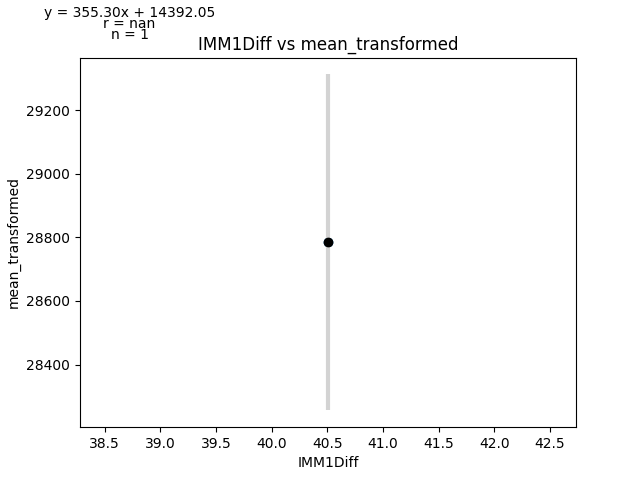 y = 355.30x + 14392.05
r = nan
n = 1
IMM1Diff vs mean_transformed
29200
29000
28800
28600
28400
mean_transformed
38.5 39.0 39.5 40.0 40.5 41.0 41.5 42.0 42.5
IMM1Diff